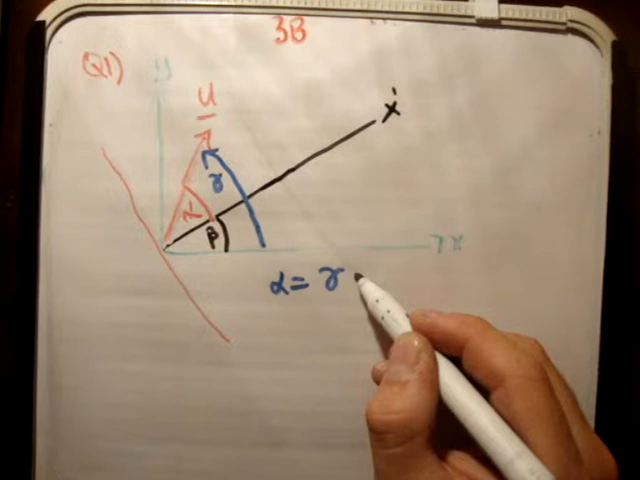 3B
Q1)
y
u
x'
γ
β
x
α = γ